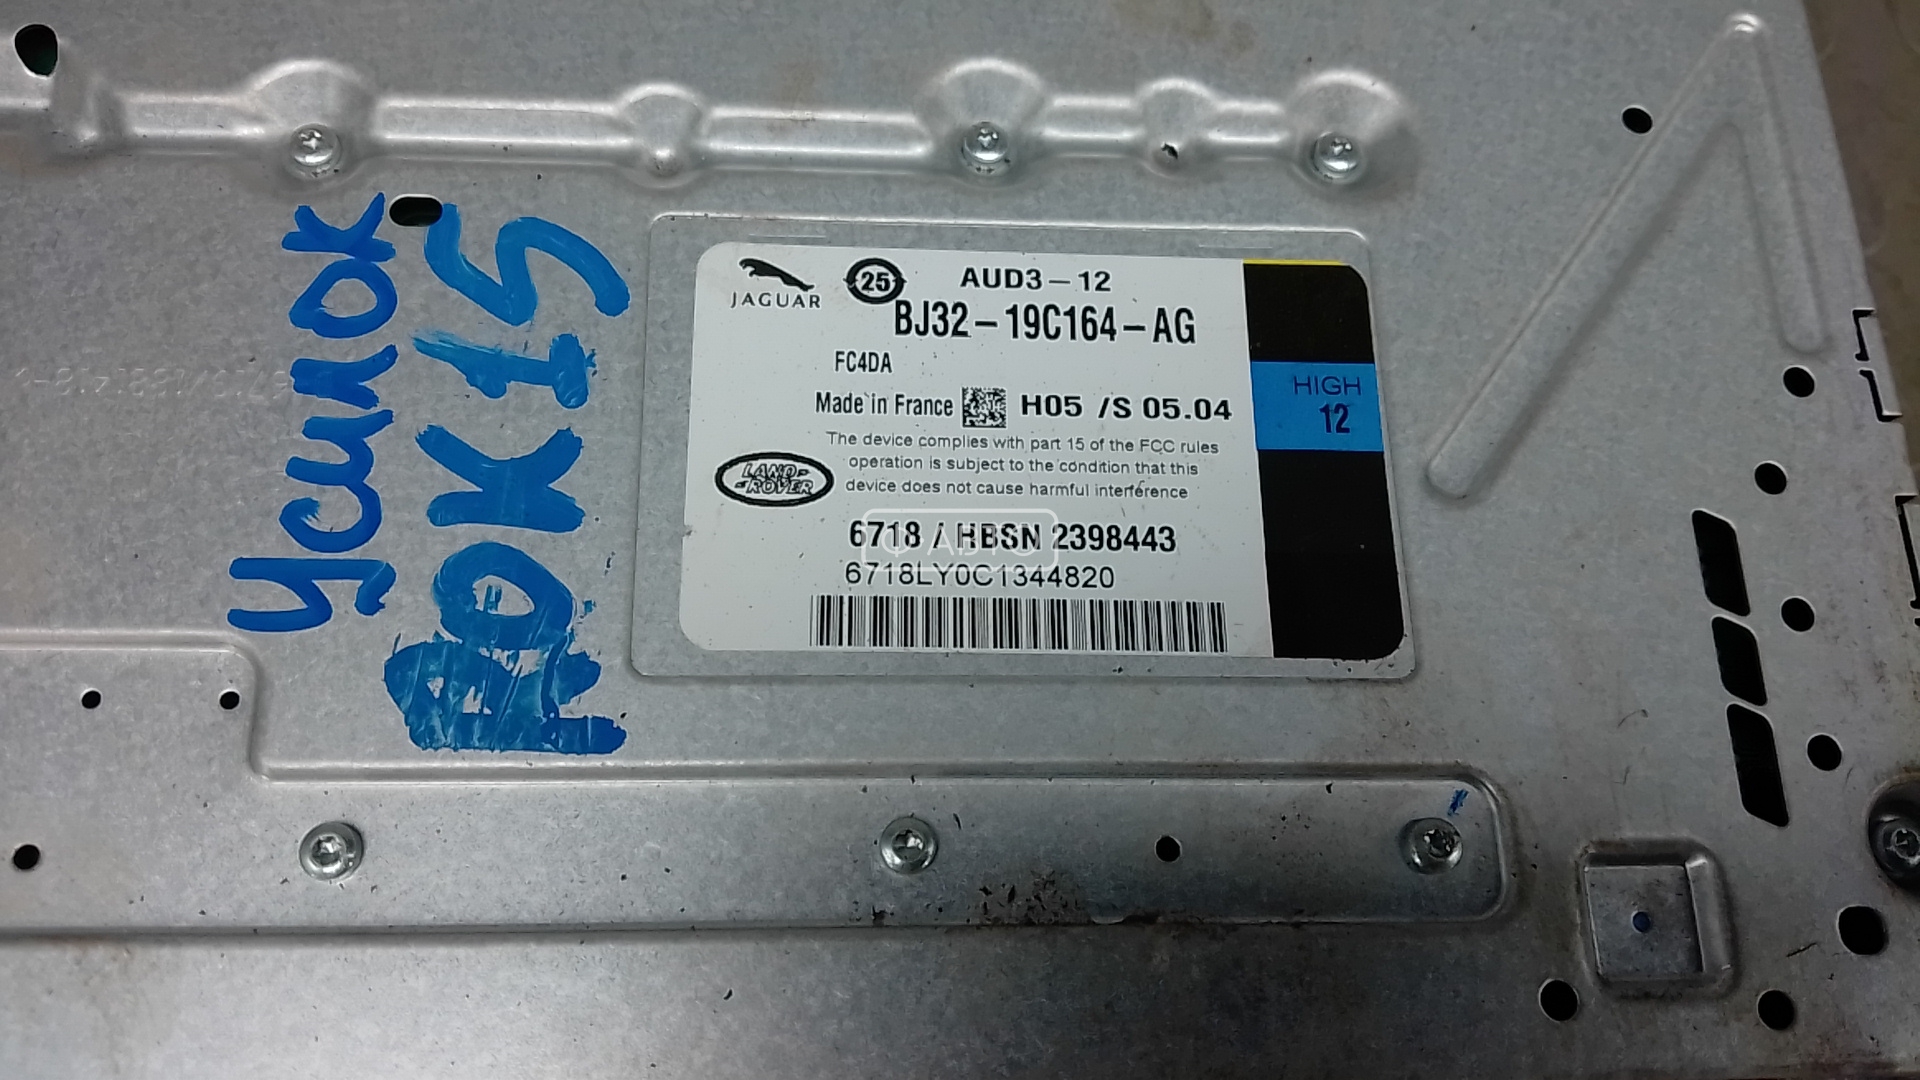 JAGUAR
25
AUD3-12
BJ32-19C164-AG
FC4DA
Made in France
H05 /S 05.04
The device complies with part 15 of the FCC rules
operation is subject to the condition that this
device does not cause harmful interference
LAND-
-ROVER
6718 / HBSN 2398443
6718LY0C1344820
HIGH
12
Ф АВТО
Усилок